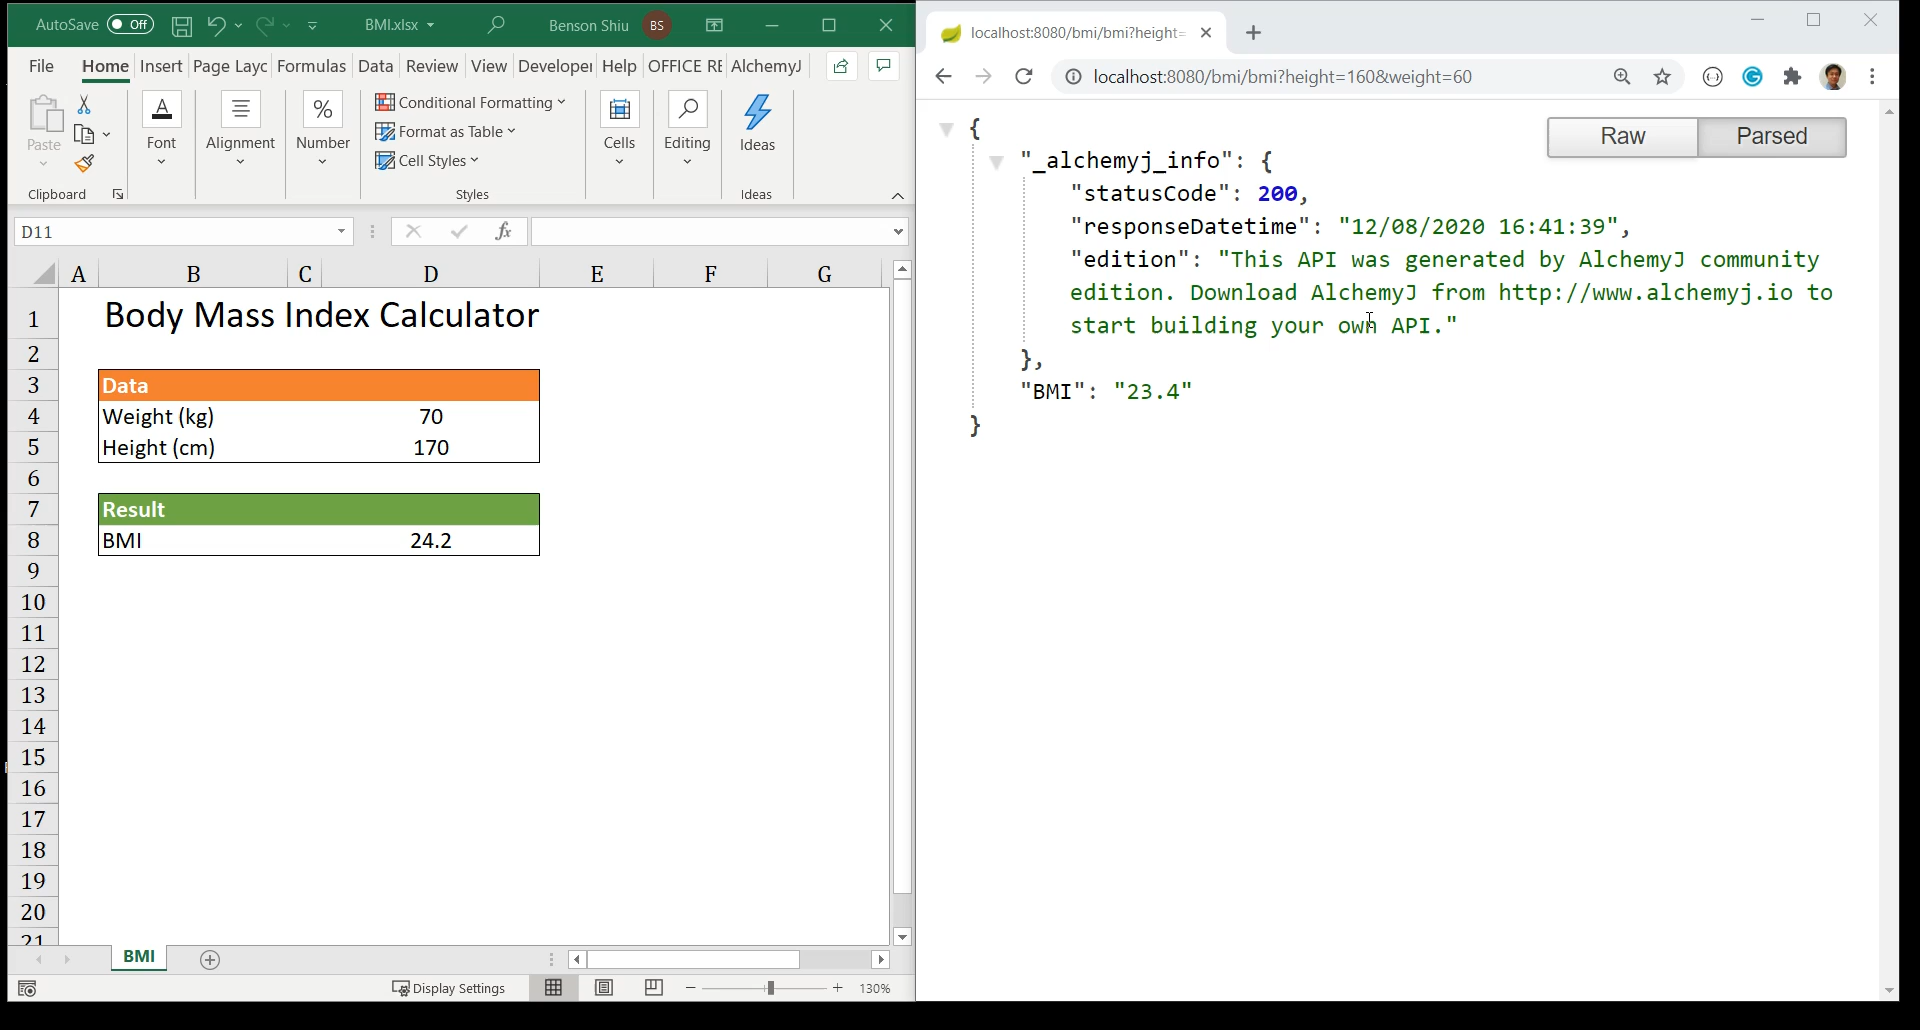 AutoSave Off BMI.xlsx Benson Shiu BS
File Home Insert Page Layc Formulas Data Review View Developer Help OFFICE RE AlchemyJ
Paste
Clipboard
A
Font
Alignment
%
Number
Conditional Formatting
Format as Table
Cell Styles
Styles
Cells
Editing
Ideas
Ideas
D11 fx
A B C D E F G
1 Body Mass Index Calculator
2
3 Data
4 Weight (kg) 70
5 Height (cm) 170
6
7 Result
8 BMI 24.2
9
10
11
12
13
14
15
16
17
18
19
20
21
BMI
Display Settings 130%
localhost:8080/bmi/bmi?height=
localhost:8080/bmi/bmi?height=160&weight=60
Raw Parsed
{
"_alchemyj_info": {
"statusCode": 200,
"responseDatetime": "12/08/2020 16:41:39",
"edition": "This API was generated by AlchemyJ community
edition. Download AlchemyJ from http://www.alchemyj.io to
start building your own API."
},
"BMI": "23.4"
}